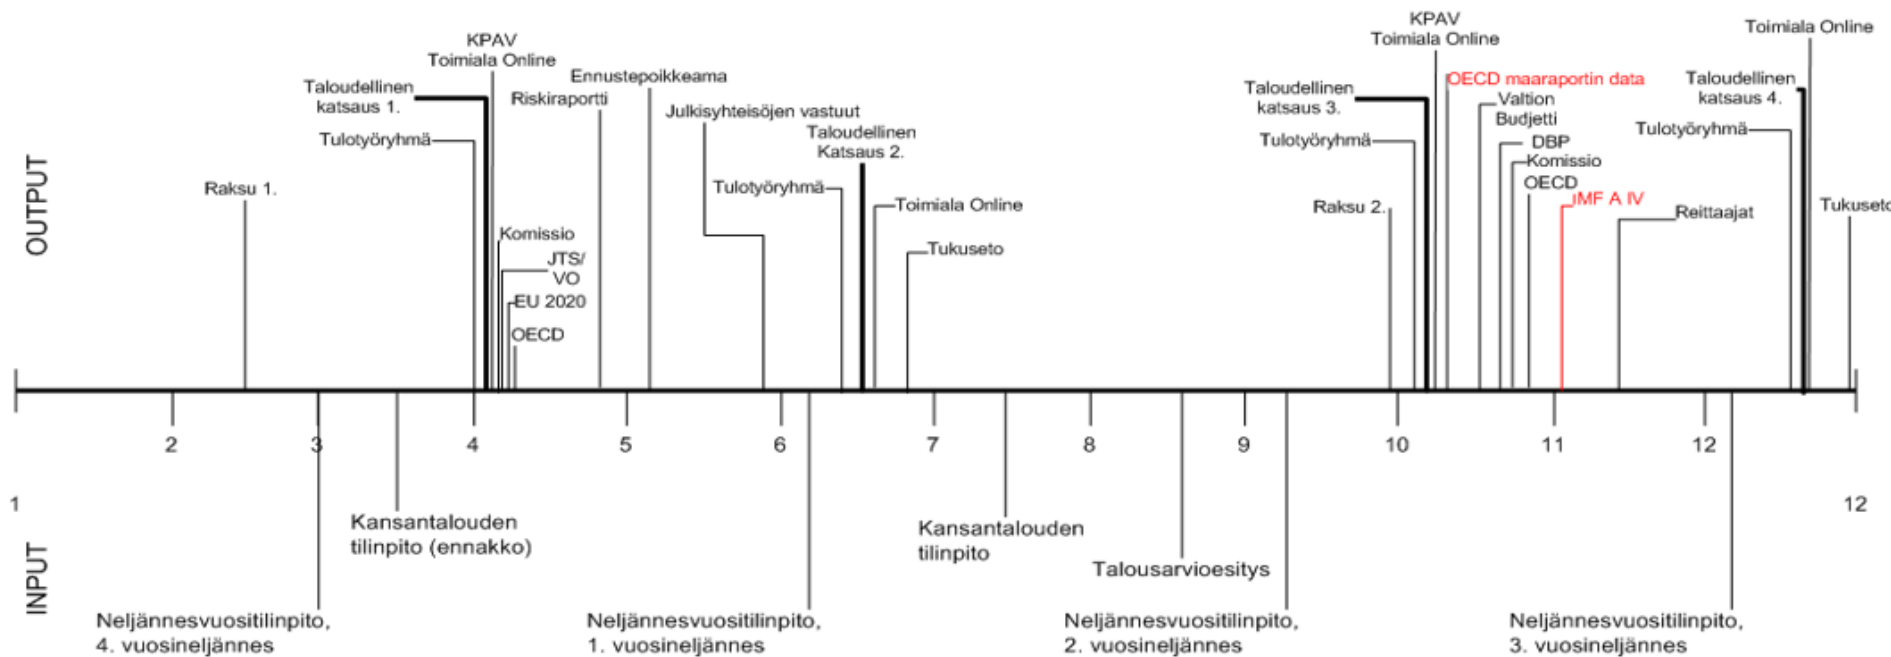 OUTPUT
Raksu 1.
Taloudellinen
katsaus 1.
Tulotyöryhmä
KPAV
Toimiala Online
Komissio
JTS/
VO
EU 2020
OECD
Riskiraportti
Ennustepoikkeama
Julkisyhteisöjen vastuut
Tulotyöryhmä
Taloudellinen
Katsaus 2.
Toimiala Online
Tukuseto
Taloudellinen
katsaus 3.
Tulotyöryhmä
Raksu 2.
KPAV
Toimiala Online
OECD maaraportin data
Valtion
Budjetti
DBP
Komissio
OECD
IMF A IV
Reittaajat
Taloudellinen
katsaus 4.
Tulotyöryhmä
Toimiala Online
Tukuseto
2 3 4 5 6 7 8 9 10 11 12
1 12
INPUT
Kansantalouden
tilinpito (ennakko)
Kansantalouden
tilinpito
Talousarvioesitys
Neljännesvuositilinpito,
4. vuosineljännes
Neljännesvuositilinpito,
1. vuosineljännes
Neljännesvuositilinpito,
2. vuosineljännes
Neljännesvuositilinpito,
3. vuosineljännes